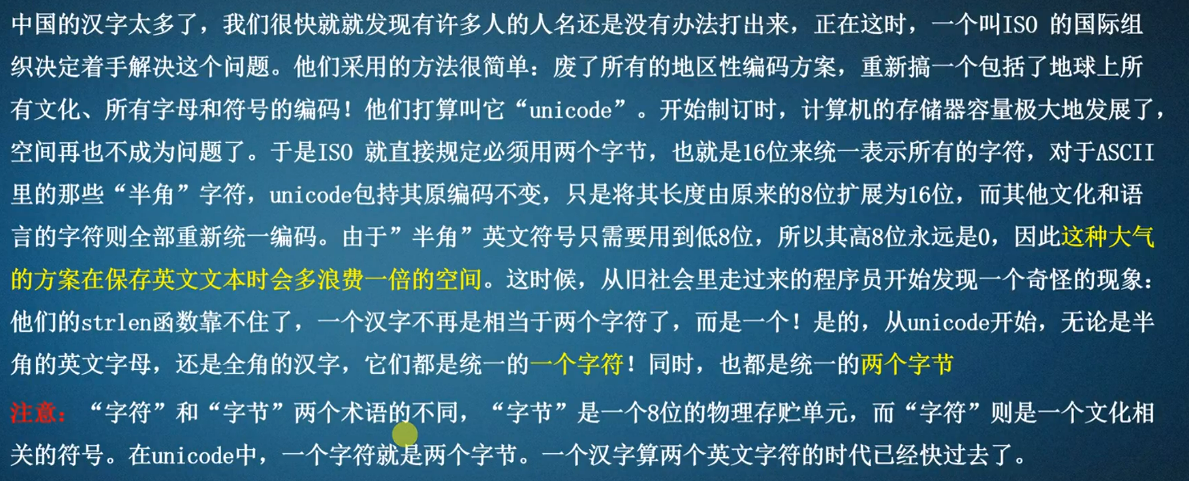 中国的汉字太多了，我们很快就就发现有许多人的人名还是没有办法打出来，正在这时，一个叫ISO 的国际组
织决定着手解决这个问题。他们采用的方法很简单：废了所有的地区性编码方案，重新搞一个包括了地球上所
有文化、所有字母和符号的编码！他们打算叫它“unicode”。开始制订时，计算机的存储器容量极大地发展了，
空间再也不成为问题了。于是ISO 就直接规定必须用两个字节，也就是16位来统一表示所有的字符，对于ASCII
里的那些“半角”字符，unicode包持其原编码不变，只是将其长度由原来的8位扩展为16位，而其他文化和语
言的字符则全部重新统一编码。由于”半角”英文符号只需要用到低8位，所以其高8位永远是0，因此这种大气
的方案在保存英文文本时会多浪费一倍的空间。这时候，从旧社会里走过来的程序员开始发现一个奇怪的现象：
他们的strlen函数靠不住了，一个汉字不再是相当于两个字符了，而是一个！是的，从unicode开始，无论是半
角的英文字母，还是全角的汉字，它们都是统一的一个字符！同时，也都是统一的两个字节
注意：“字符”和“字节”两个术语的不同，“字节”是一个8位的物理存贮单元，而“字符”则是一个文化相
关的符号。在unicode中，一个字符就是两个字节。一个汉字算两个英文字符的时代已经快过去了。